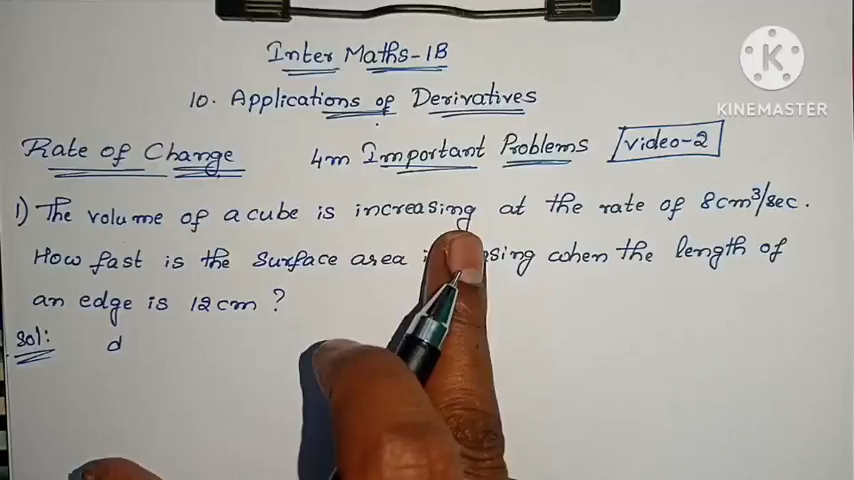 Inter Maths-1B
K
KINEMASTER
10. Applications of Derivatives
Rate of Change 4m Important Problems video-2
1) The volume of a cube is increasing at the rate of 8cm³/sec.
How fast is the surface area when the length of
an edge is 12cm ?
Sol: d